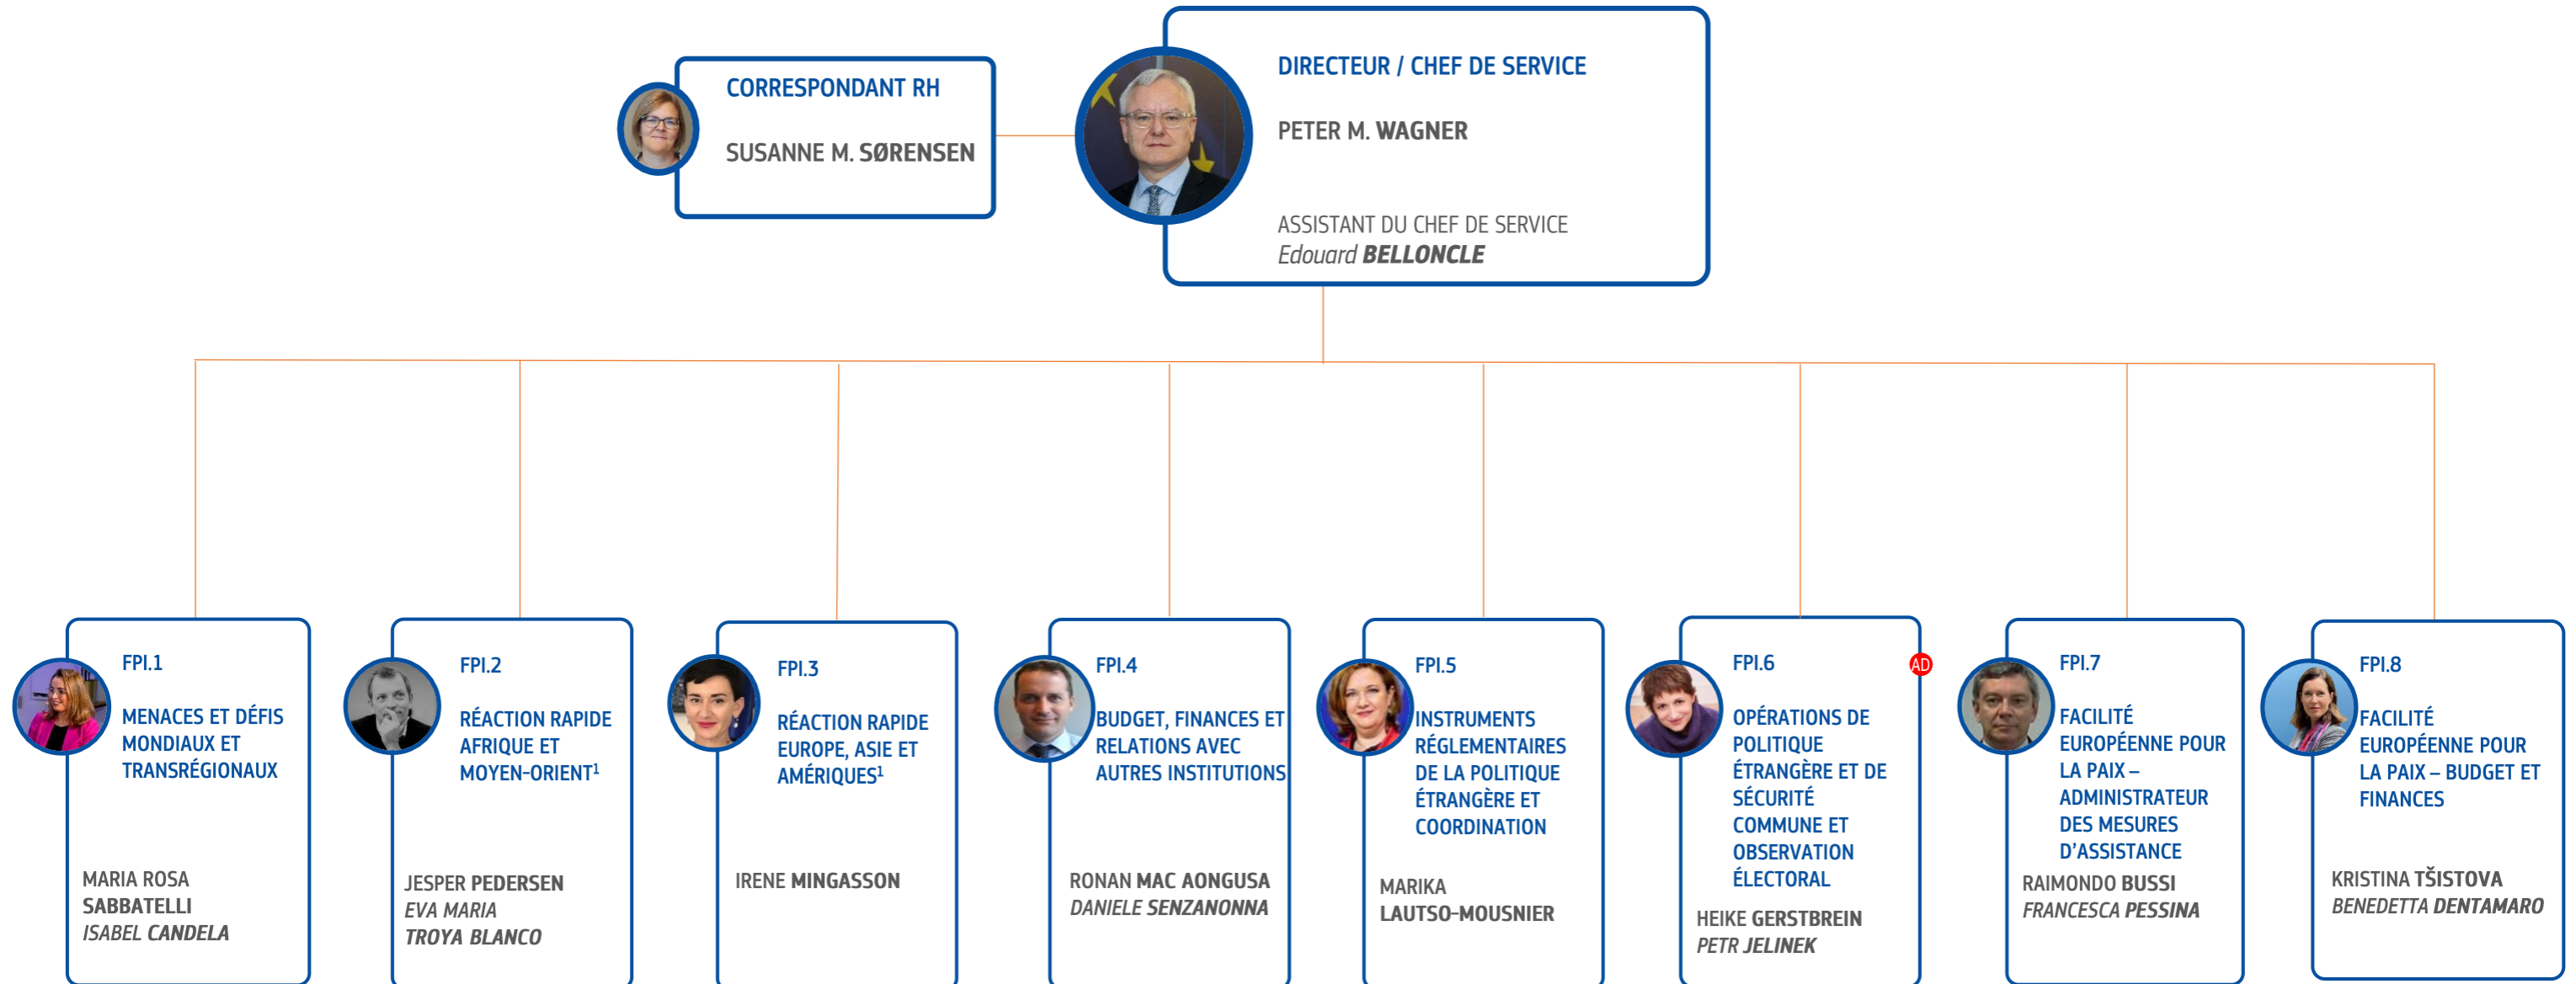 CORRESPONDANT RH
SUSANNE M. SØRENSEN
DIRECTEUR / CHEF DE SERVICE
PETER M. WAGNER
ASSISTANT DU CHEF DE SERVICE
Edouard BELLONCLE
FPI.1
MENACES ET DÉFIS
MONDIAUX ET
TRANSRÉGIONAUX
MARIA ROSA
SABBATELLI
ISABEL CANDELA
FPI.2
RÉACTION RAPIDE
AFRIQUE ET
MOYEN-ORIENT¹
JESPER PEDERSEN
EVA MARIA
TROYA BLANCO
FPI.3
RÉACTION RAPIDE
EUROPE, ASIE ET
AMÉRIQUES¹
IRENE MINGASSON
FPI.4
BUDGET, FINANCES ET
RELATIONS AVEC
AUTRES INSTITUTIONS
RONAN MAC AONGUSA
DANIELE SENZANONNA
FPI.5
INSTRUMENTS
RÉGLEMENTAIRES
DE LA POLITIQUE
ÉTRANGÈRE ET
COORDINATION
MARIKA
LAUTSO-MOUSNIER
FPI.6
AD
OPÉRATIONS DE
POLITIQUE
ÉTRANGÈRE ET DE
SÉCURITÉ
COMMUNE ET
OBSERVATION
ÉLECTORAL
HEIKE GERSTBREIN
PETR JELINEK
FPI.7
FACILITÉ
EUROPÉENNE POUR
LA PAIX –
ADMINISTRATEUR
DES MESURES
D’ASSISTANCE
RAIMONDO BUSSI
FRANCESCA PESSINA
FPI.8
FACILITÉ
EUROPÉENNE POUR
LA PAIX – BUDGET ET
FINANCES
KRISTINA TŠISTOVA
BENEDETTA DENTAMARO